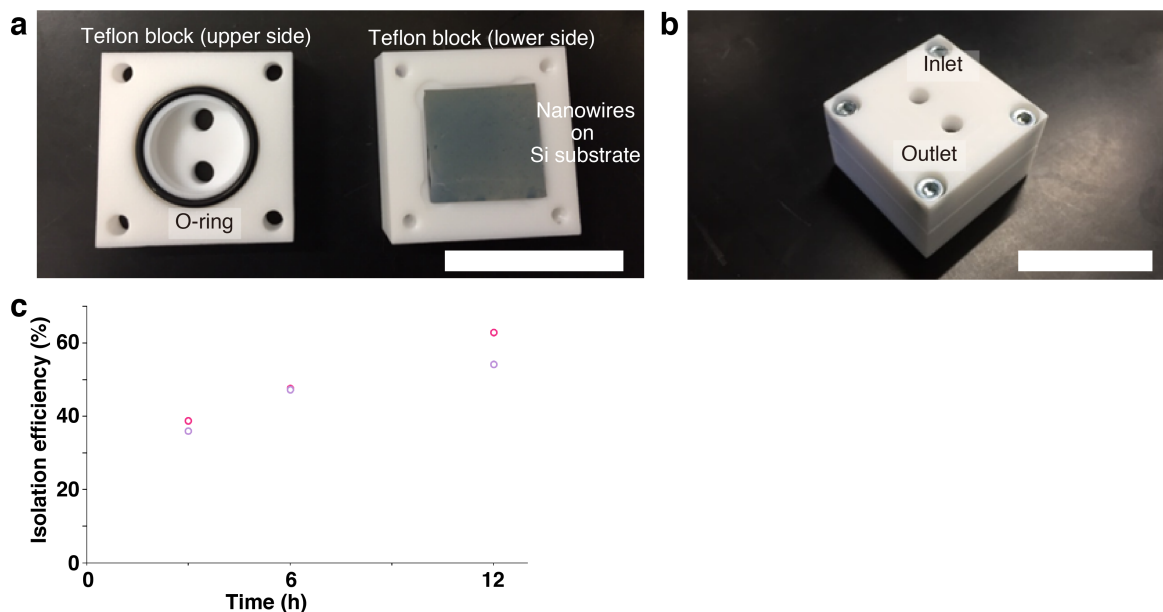 a
Teflon block (upper side)
Teflon block (lower side)
O-ring
Nanowires
on
Si substrate
b
Inlet
Outlet
c
Isolation efficiency (%)
60
40
20
0
0
6
12
Time (h)